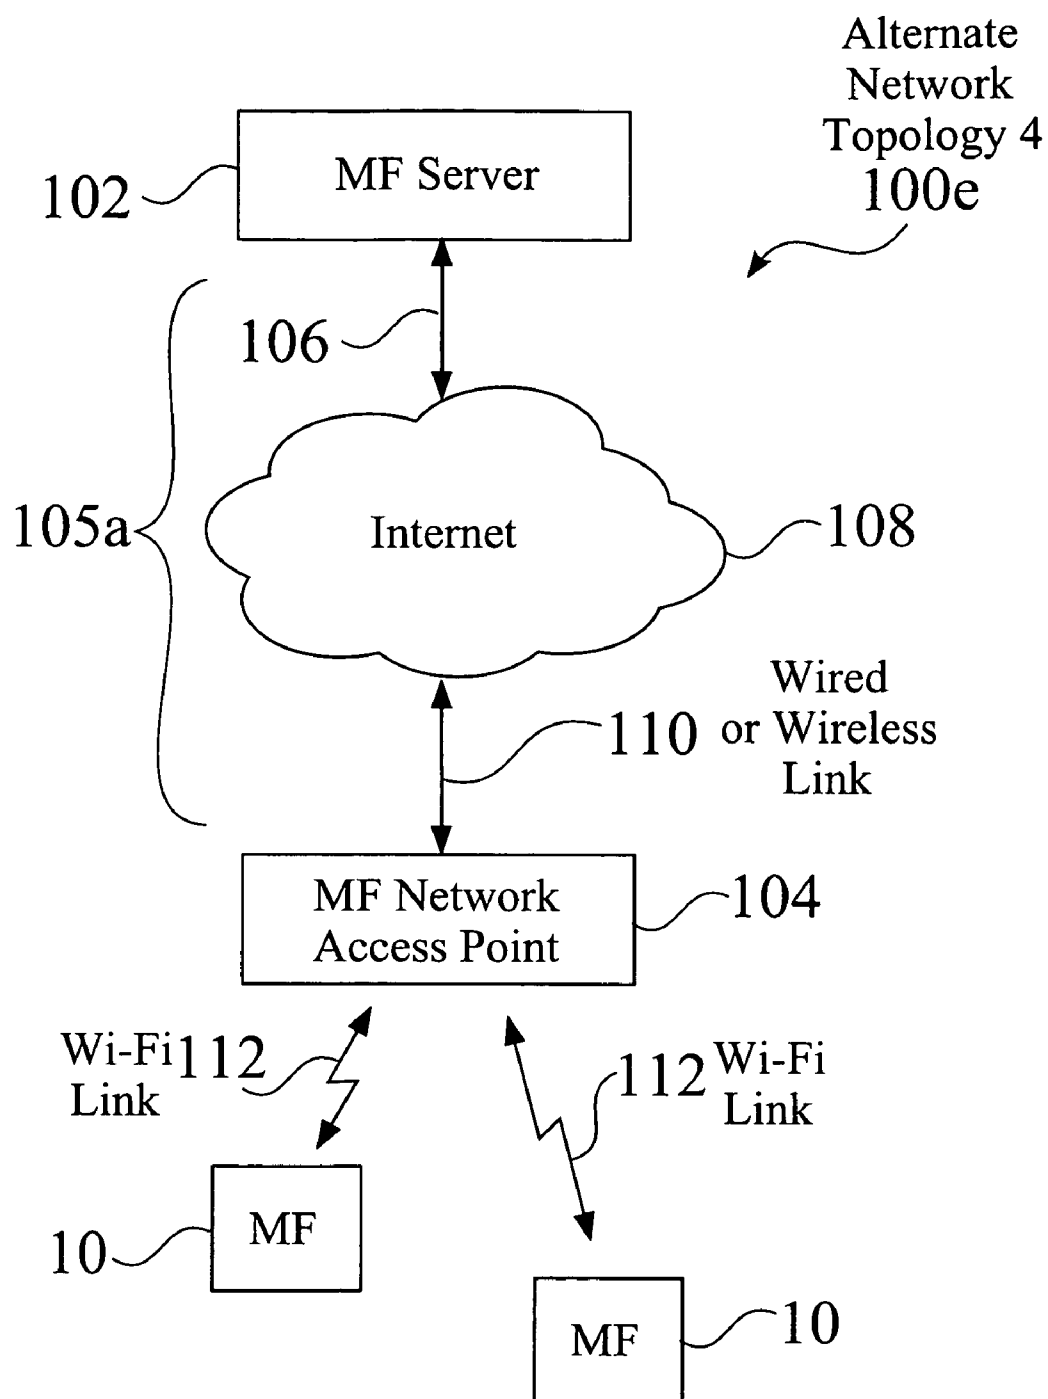 Alternate
Network
Topology 4
100e
MF Server
102
106
105a
Internet
108
110
Wired
or Wireless
Link
MF Network
Access Point
104
Wi-Fi
Link
112
112
Wi-Fi
Link
10
MF
MF
10